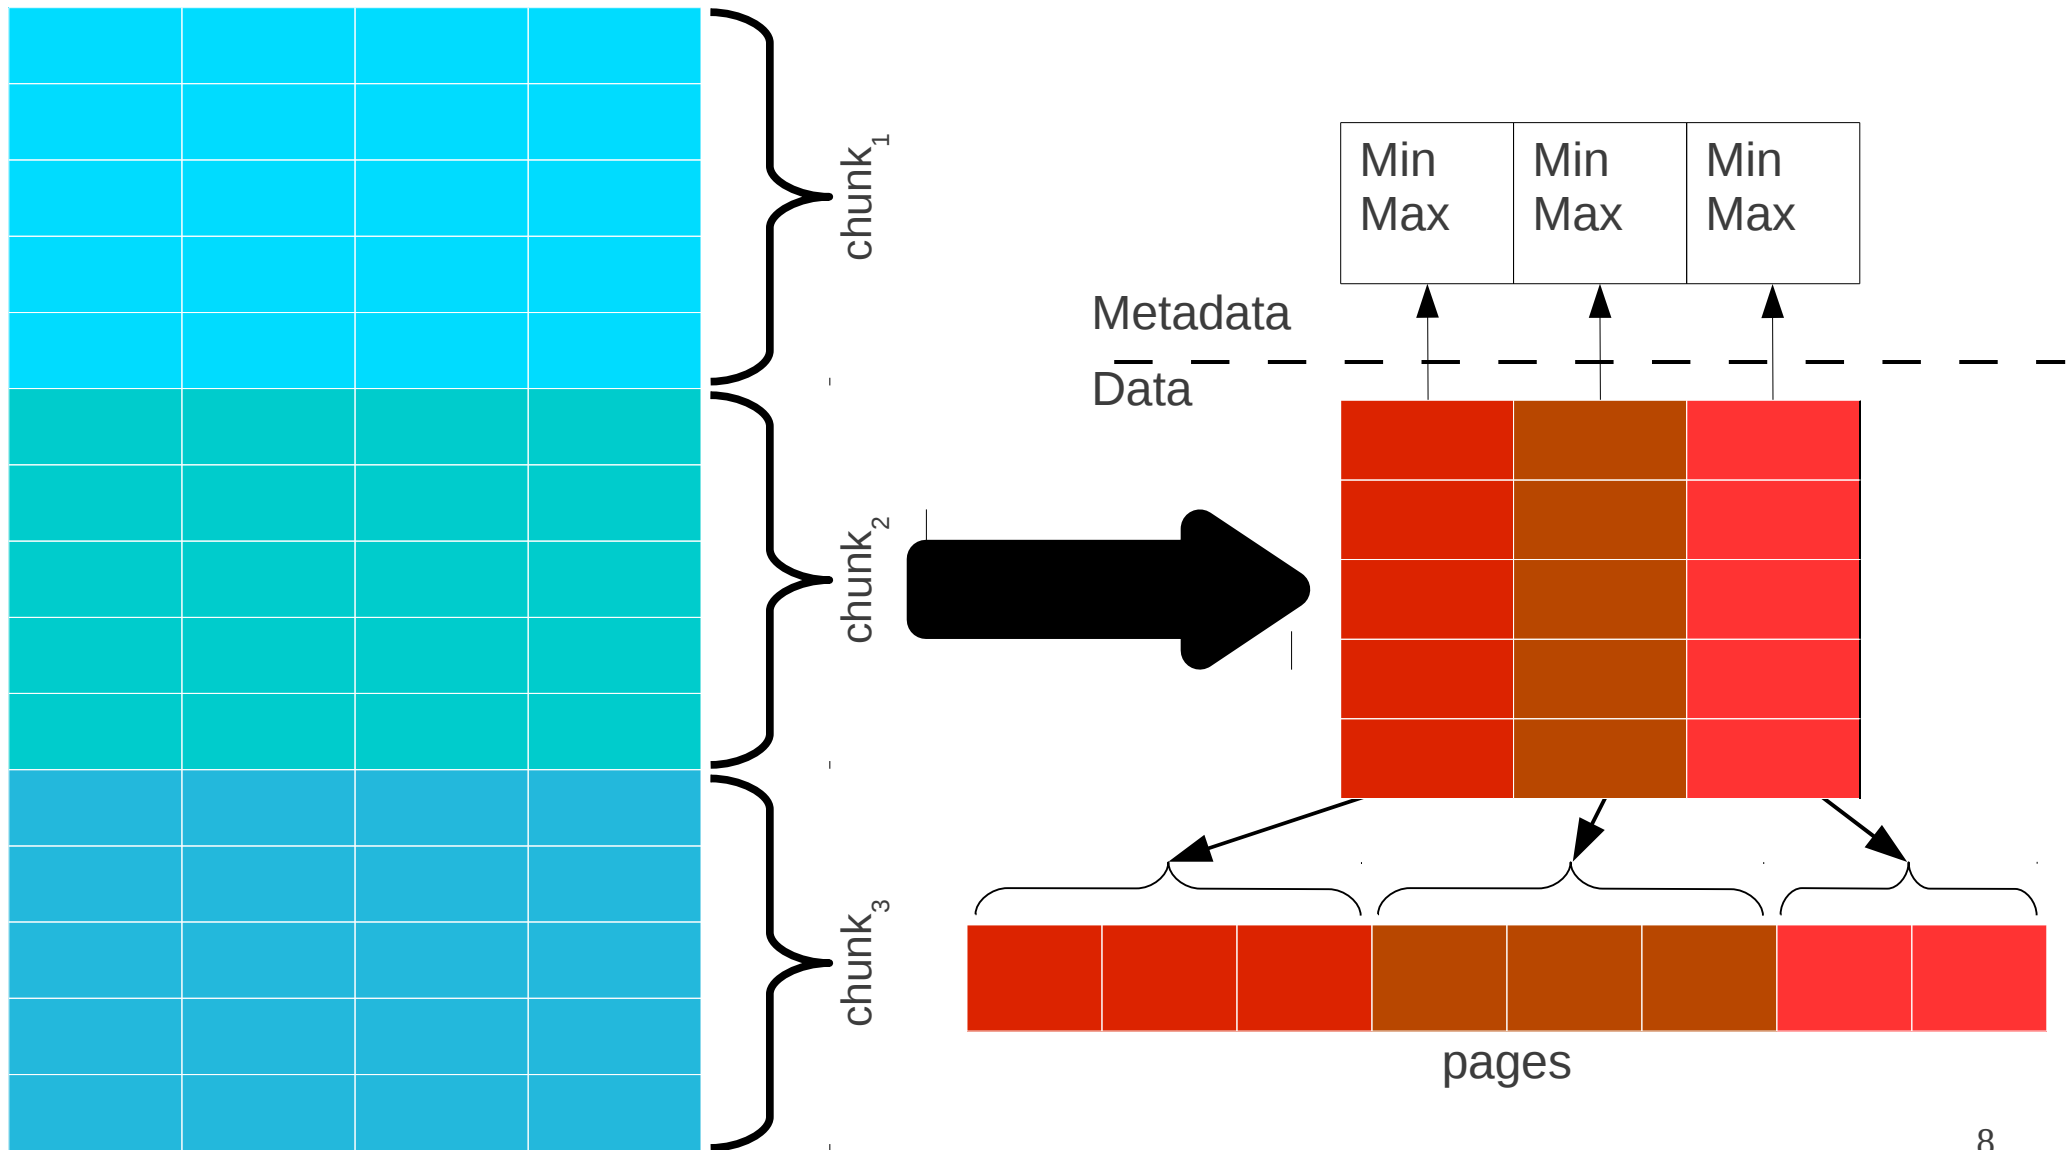 chunk1
chunk2
chunk3
Min Min Min
Max Max Max
Metadata
Data
pages
8